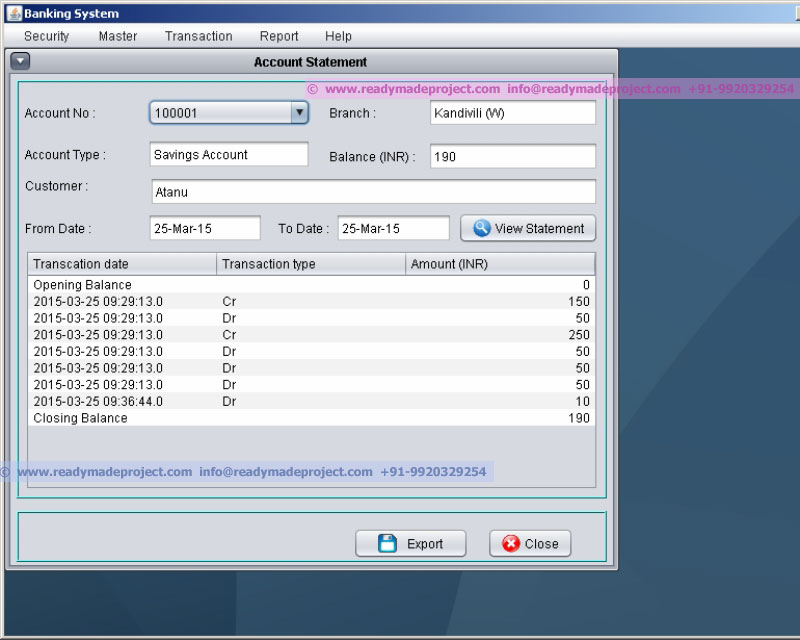 Banking System
Security Master Transaction Report Help
Account Statement
© www.readymadeproject.com info@readymadeproject.com +91-9920329254
Account No : 100001 Branch : Kandivili (W)
Account Type : Savings Account Balance (INR) : 190
Customer : Atanu
From Date : 25-Mar-15 To Date : 25-Mar-15 View Statement
Transcation date Transaction type Amount (INR)
Opening Balance 0
2015-03-25 09:29:13.0 Cr 150
2015-03-25 09:29:13.0 Dr 50
2015-03-25 09:29:13.0 Cr 250
2015-03-25 09:29:13.0 Dr 50
2015-03-25 09:29:13.0 Dr 50
2015-03-25 09:29:13.0 Dr 50
2015-03-25 09:36:44.0 Dr 10
Closing Balance 190
© www.readymadeproject.com info@readymadeproject.com +91-9920329254
Export Close